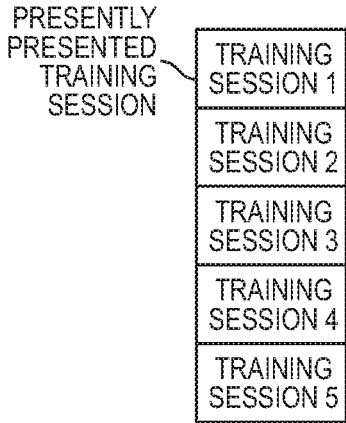 PRESENTLY
PRESENTED
TRAINING
SESSION
TRAINING
SESSION 1
TRAINING
SESSION 2
TRAINING
SESSION 3
TRAINING
SESSION 4
TRAINING
SESSION 5